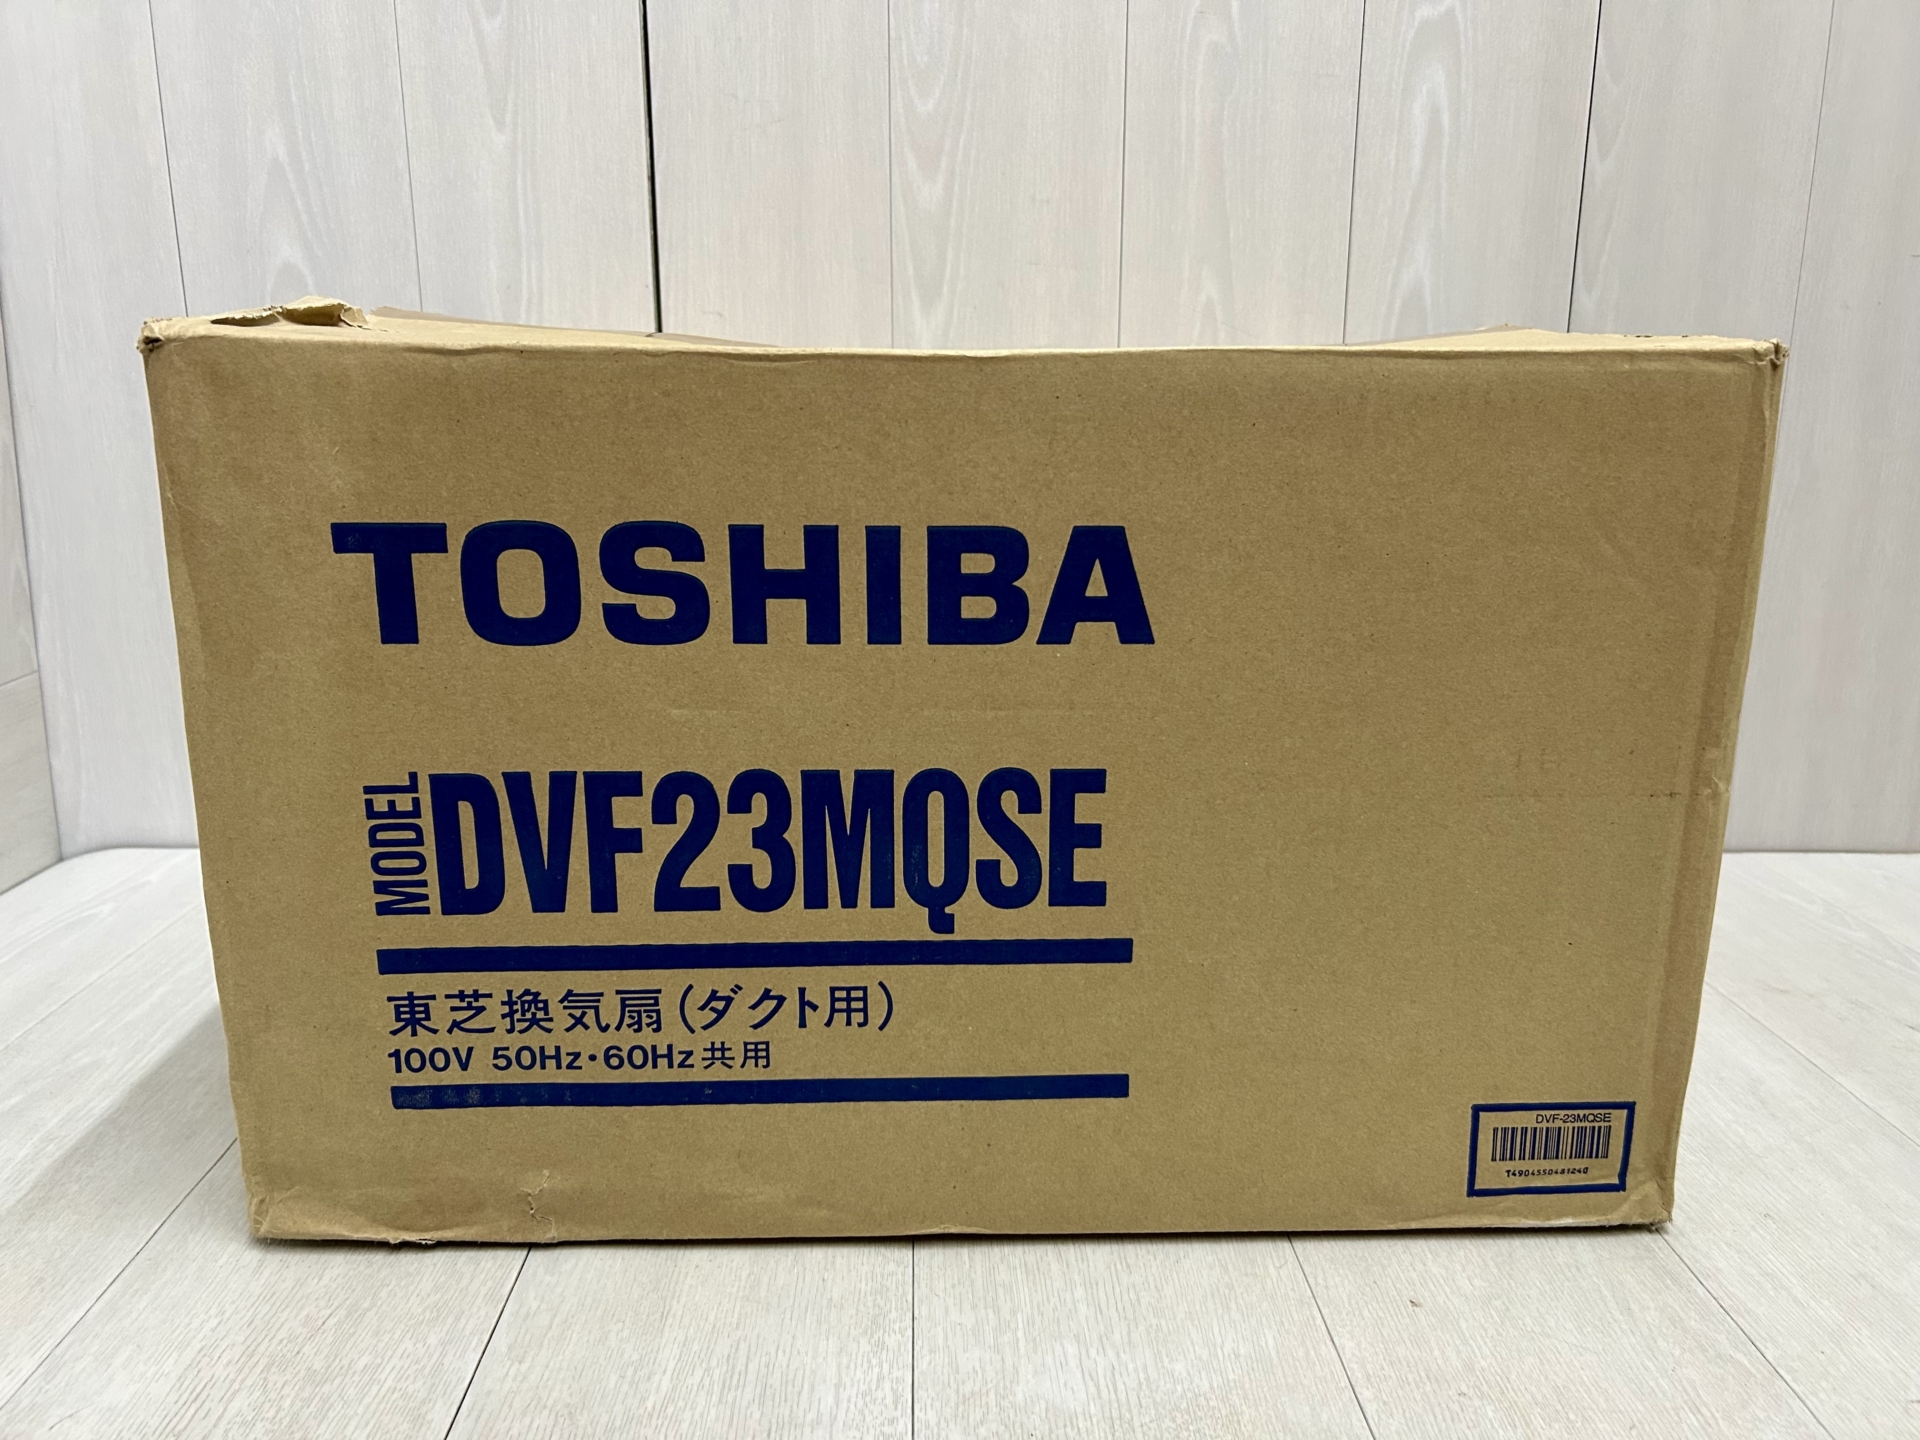 TOSHIBA
MODEL DVF23MQSE
東芝換気扇(ダクト用)
100V 50Hz・60Hz共用
DVF-23MQSE
T4904550481240